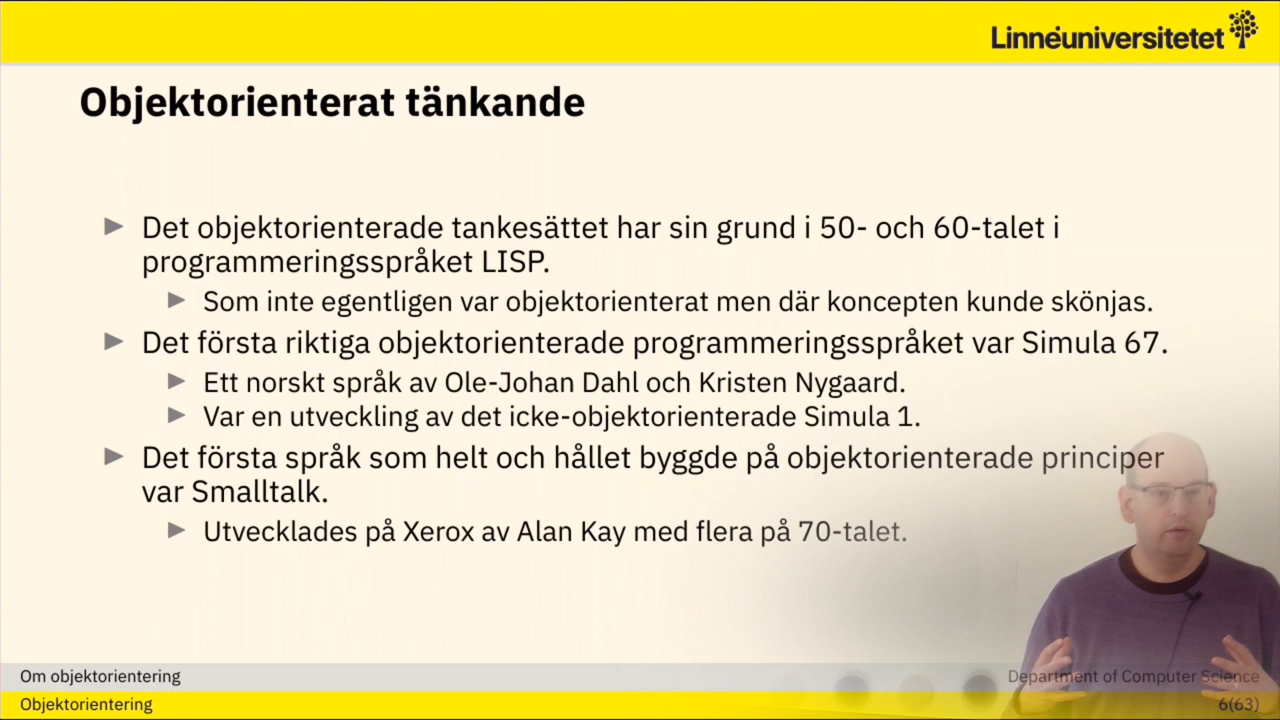 Linnéuniversitetet
Objektorienterat tänkande
Det objektorienterade tankesättet har sin grund i 50- och 60-talet i
programmeringsspråket LISP.
Som inte egentligen var objektorienterat men där koncepten kunde skönjas.
Det första riktiga objektorienterade programmeringsspråket var Simula 67.
Ett norskt språk av Ole-Johan Dahl och Kristen Nygaard.
Var en utveckling av det icke-objektorienterade Simula 1.
Det första språk som helt och hållet byggde på objektorienterade principer
var Smalltalk.
Utvecklades på Xerox av Alan Kay med flera på 70-talet.
Om objektorientering
Department of Computer Science
Objektorientering
6(63)